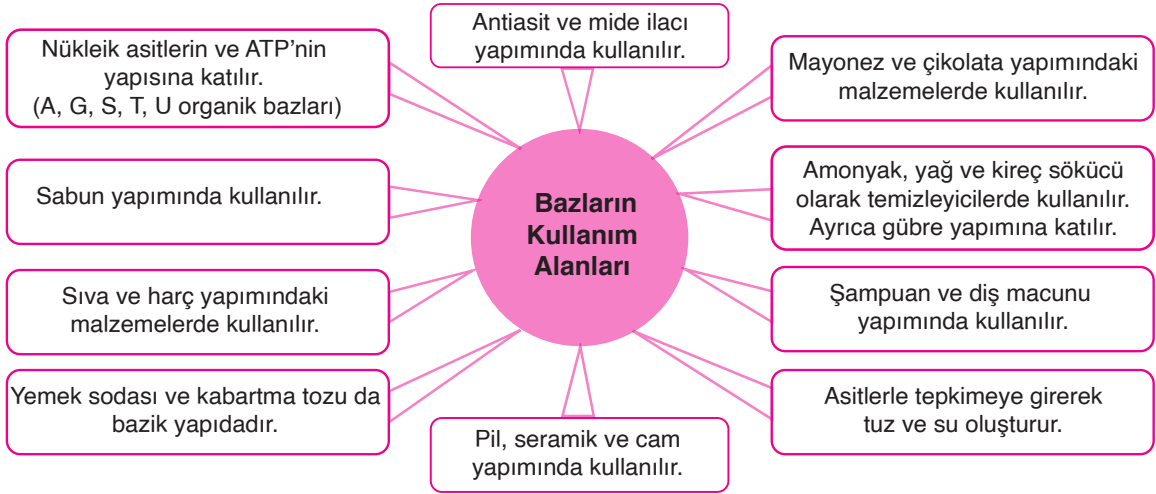 Antiasit ve mide ilacı
yapımında kullanılır.
Nükleik asitlerin ve ATP’nin
yapısına katılır.
(A, G, S, T, U organik bazları)
Mayonez ve çikolata yapımındaki
malzemelerde kullanılır.
Sabun yapımında kullanılır.
Bazların
Kullanım
Alanları
Amonyak, yağ ve kireç sökücü
olarak temizleyicilerde kullanılır.
Ayrıca gübre yapımına katılır.
Sıva ve harç yapımındaki
malzemelerde kullanılır.
Şampuan ve diş macunu
yapımında kullanılır.
Yemek sodası ve kabartma tozu da
bazik yapıdadır.
Asitlerle tepkimeye girerek
tuz ve su oluşturur.
Pil, seramik ve cam
yapımında kullanılır.